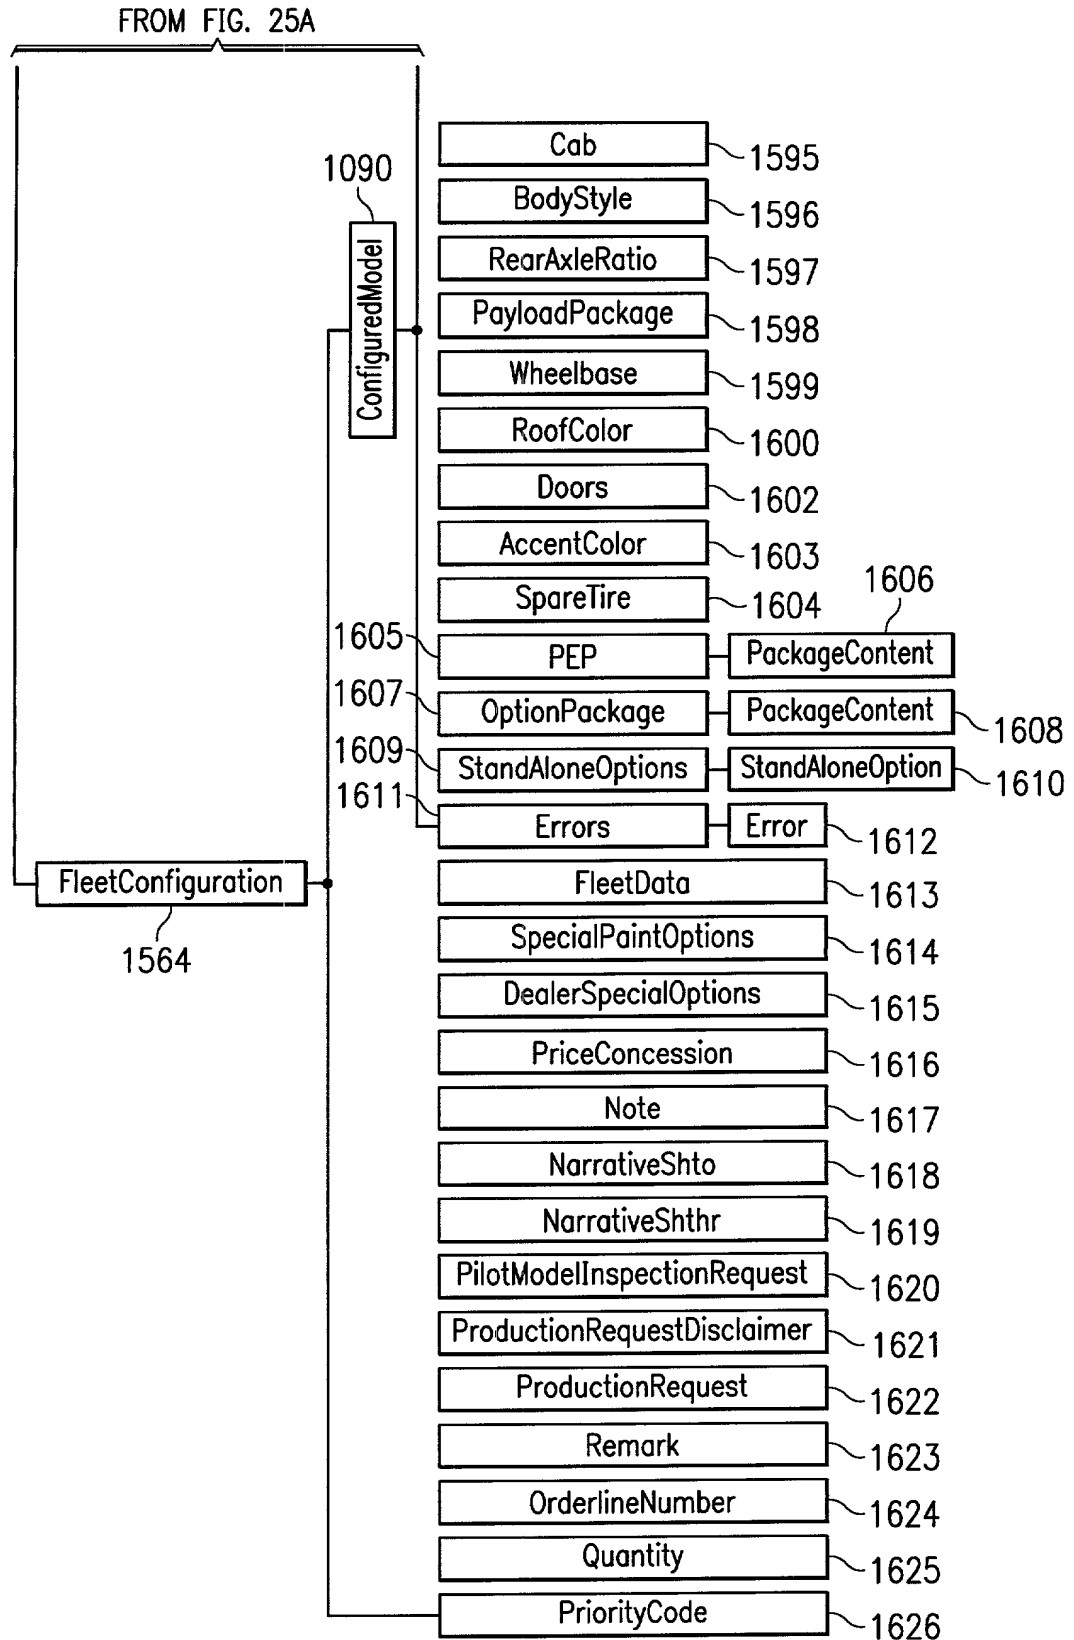 FROM FIG. 25A
Cab
1595
1090
BodyStyle
1596
RearAxleRatio
1597
ConfiguredModel
PayloadPackage
1598
Wheelbase
1599
RoofColor
1600
Doors
1602
AccentColor
1603
SpareTire
1604
1606
1605
PEP
PackageContent
1607
OptionPackage
PackageContent
1608
1609
StandAloneOptions
StandAloneOption
1610
1611
Errors
Error
1612
FleetConfiguration
1564
FleetData
1613
SpecialPaintOptions
1614
DealerSpecialOptions
1615
PriceConcession
1616
Note
1617
NarrativeShto
1618
NarrativeShthr
1619
PilotModelInspectionRequest
1620
ProductionRequestDisclaimer
1621
ProductionRequest
1622
Remark
1623
OrderlineNumber
1624
Quantity
1625
PriorityCode
1626